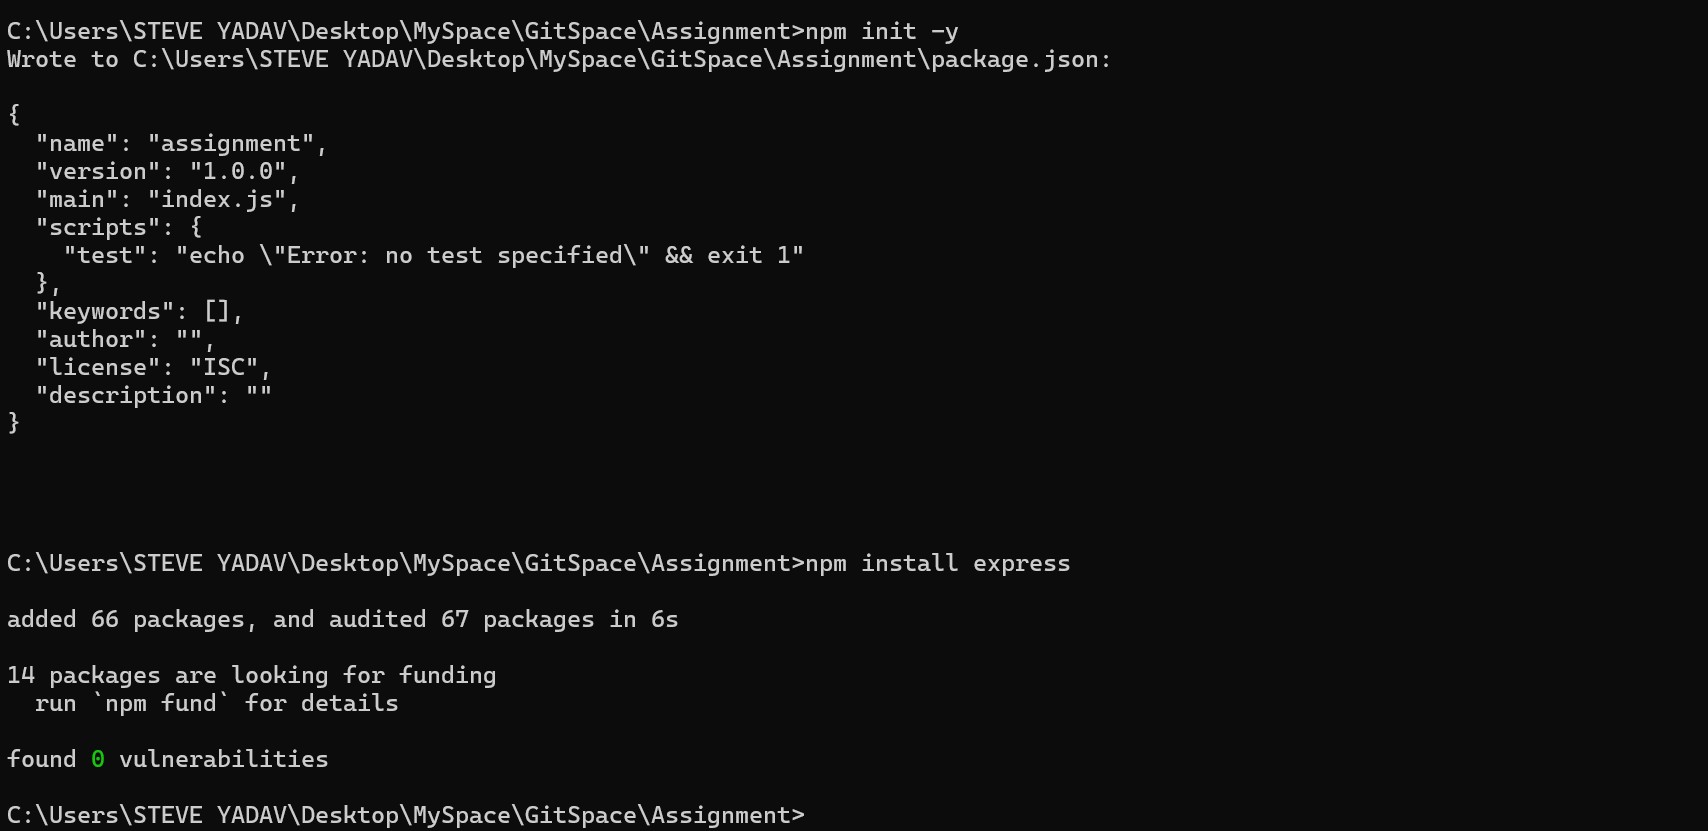 C:\Users\STEVE YADAV\Desktop\MySpace\GitSpace\Assignment>npm init -y
Wrote to C:\Users\STEVE YADAV\Desktop\MySpace\GitSpace\Assignment\package.json:

{
  "name": "assignment",
  "version": "1.0.0",
  "main": "index.js",
  "scripts": {
    "test": "echo \"Error: no test specified\" && exit 1"
  },
  "keywords": [],
  "author": "",
  "license": "ISC",
  "description": ""
}

C:\Users\STEVE YADAV\Desktop\MySpace\GitSpace\Assignment>npm install express

added 66 packages, and audited 67 packages in 6s

14 packages are looking for funding
  run `npm fund` for details

found 0 vulnerabilities

C:\Users\STEVE YADAV\Desktop\MySpace\GitSpace\Assignment>